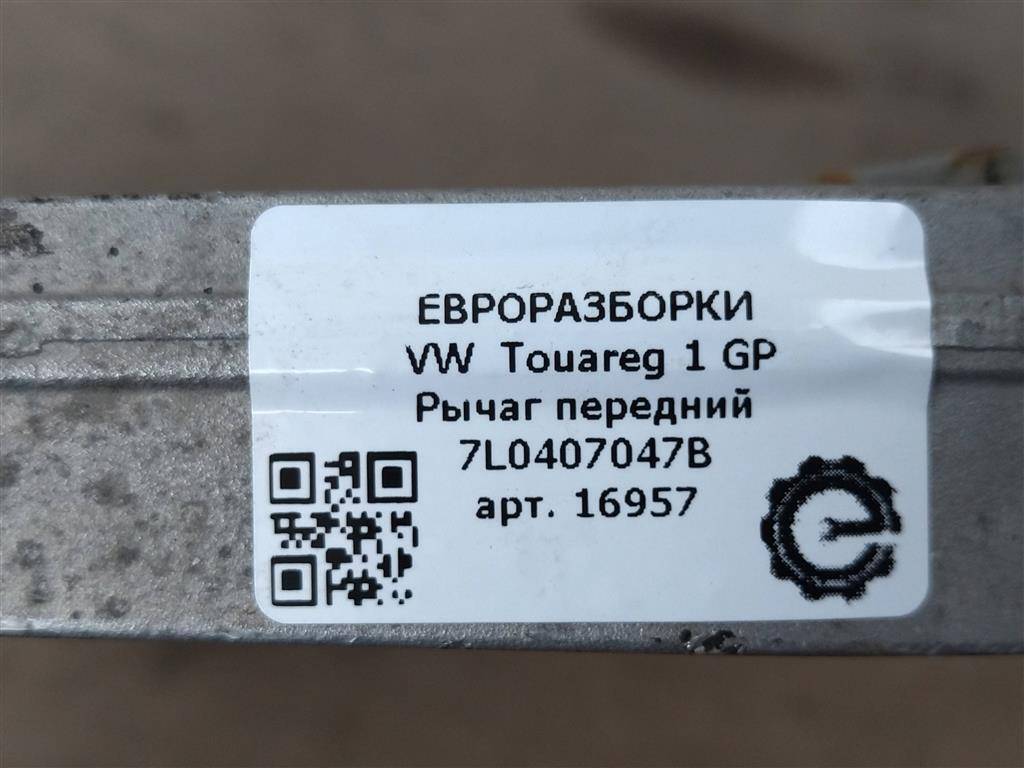 ЕВРОРАЗБОРКИ
VW Touareg 1 GP
Рычаг передний
7L0407047B
арт. 16957